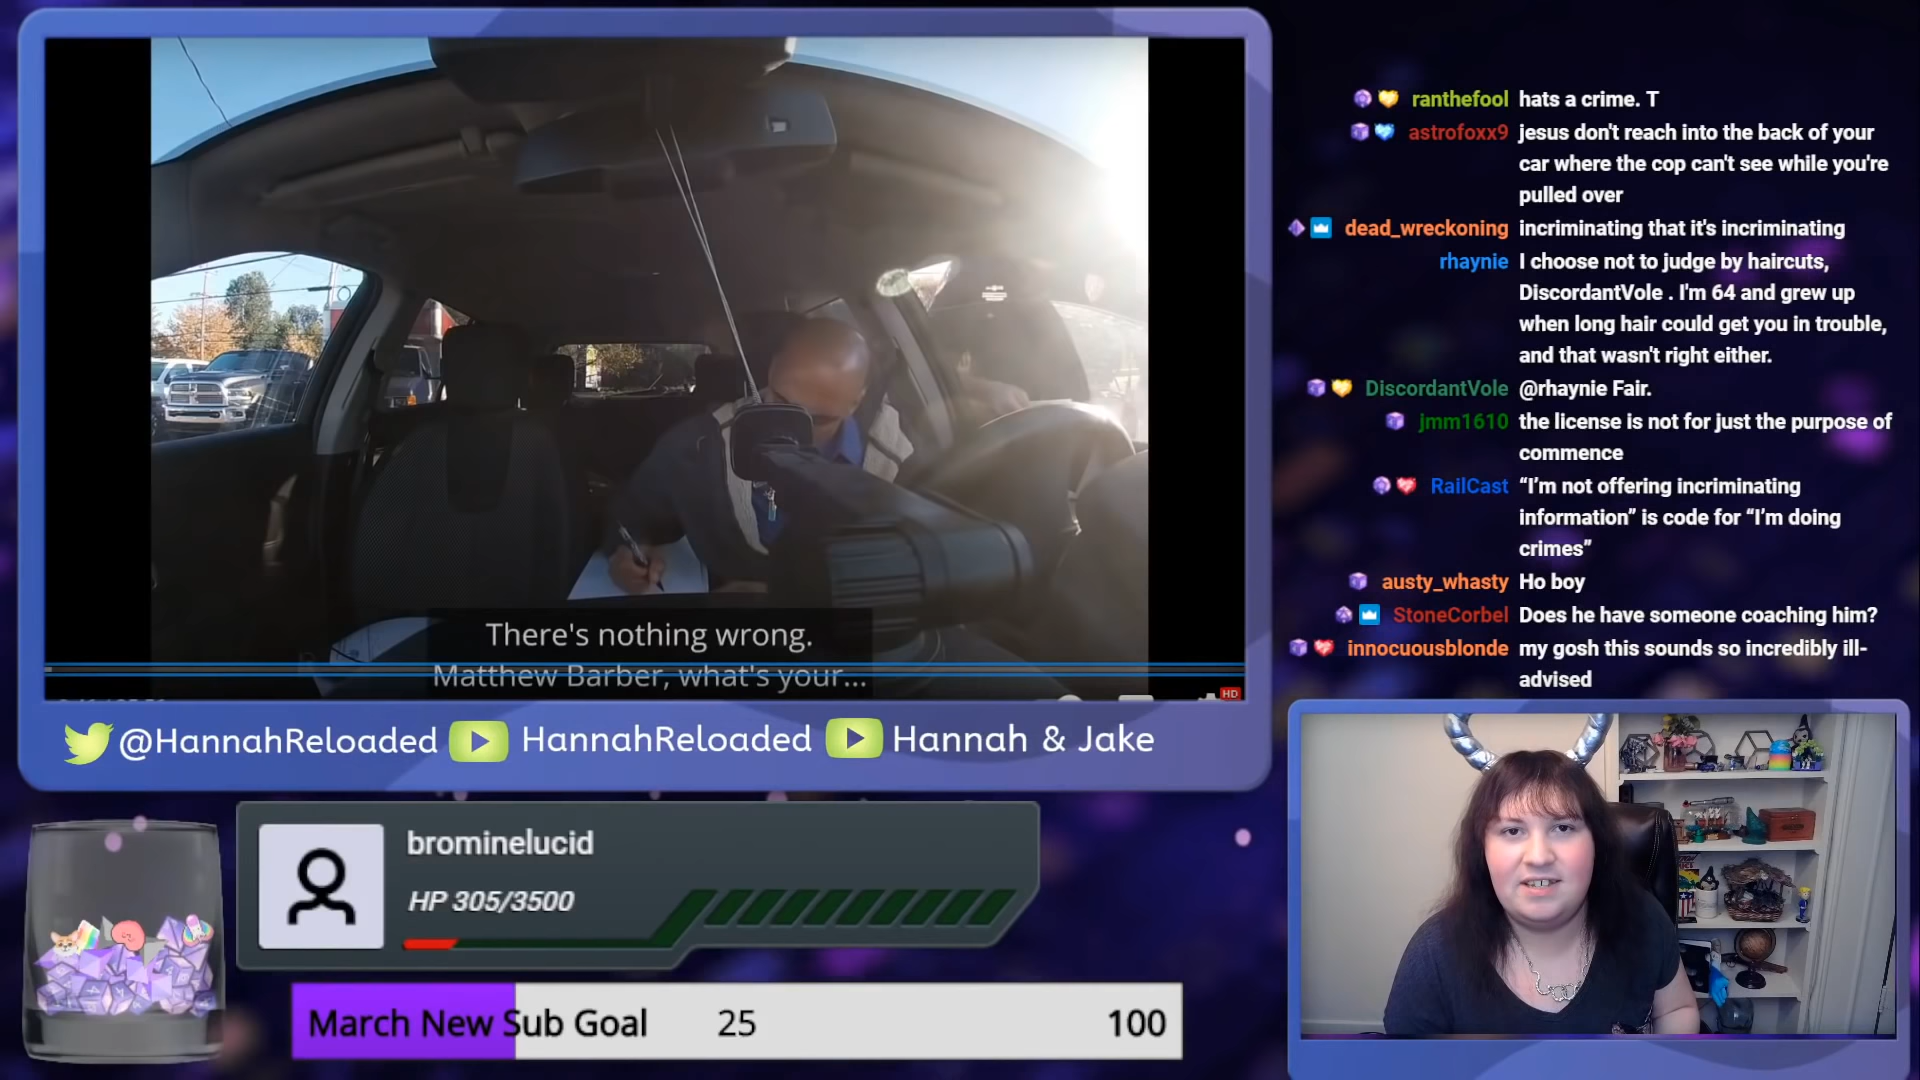 ranthefool hats a crime. T
astrofoxx9 jesus don't reach into the back of your
car where the cop can't see while you're
pulled over
dead_wreckoning incriminating that it's incriminating
rhaynie I choose not to judge by haircuts,
DiscordantVole . I'm 64 and grew up
when long hair could get you in trouble,
and that wasn't right either.
DiscordantVole @rhaynie Fair.
jmm1610 the license is not for just the purpose of
commence
RailCast “I’m not offering incriminating
information” is code for “I’m doing
crimes”
austy_whasty Ho boy
StoneCorbel Does he have someone coaching him?
innocuousblonde my gosh this sounds so incredibly ill-
advised
There's nothing wrong.
Matthew Barber, what's your...
HD
@HannahReloaded HannahReloaded Hannah & Jake
brominelucid
HP 305/3500
March New Sub Goal 25 100